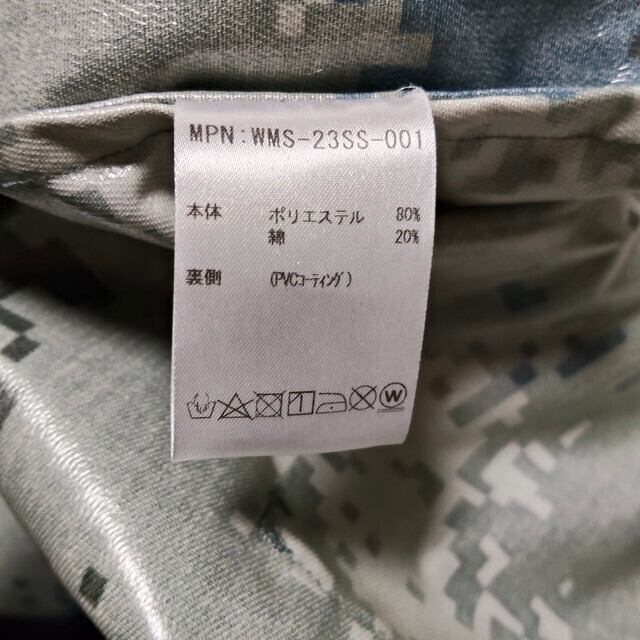 MPN:WMS-23SS-001
本体 ポリエステル 80%
綿 20%
裏側 (PVCコーティング)
W